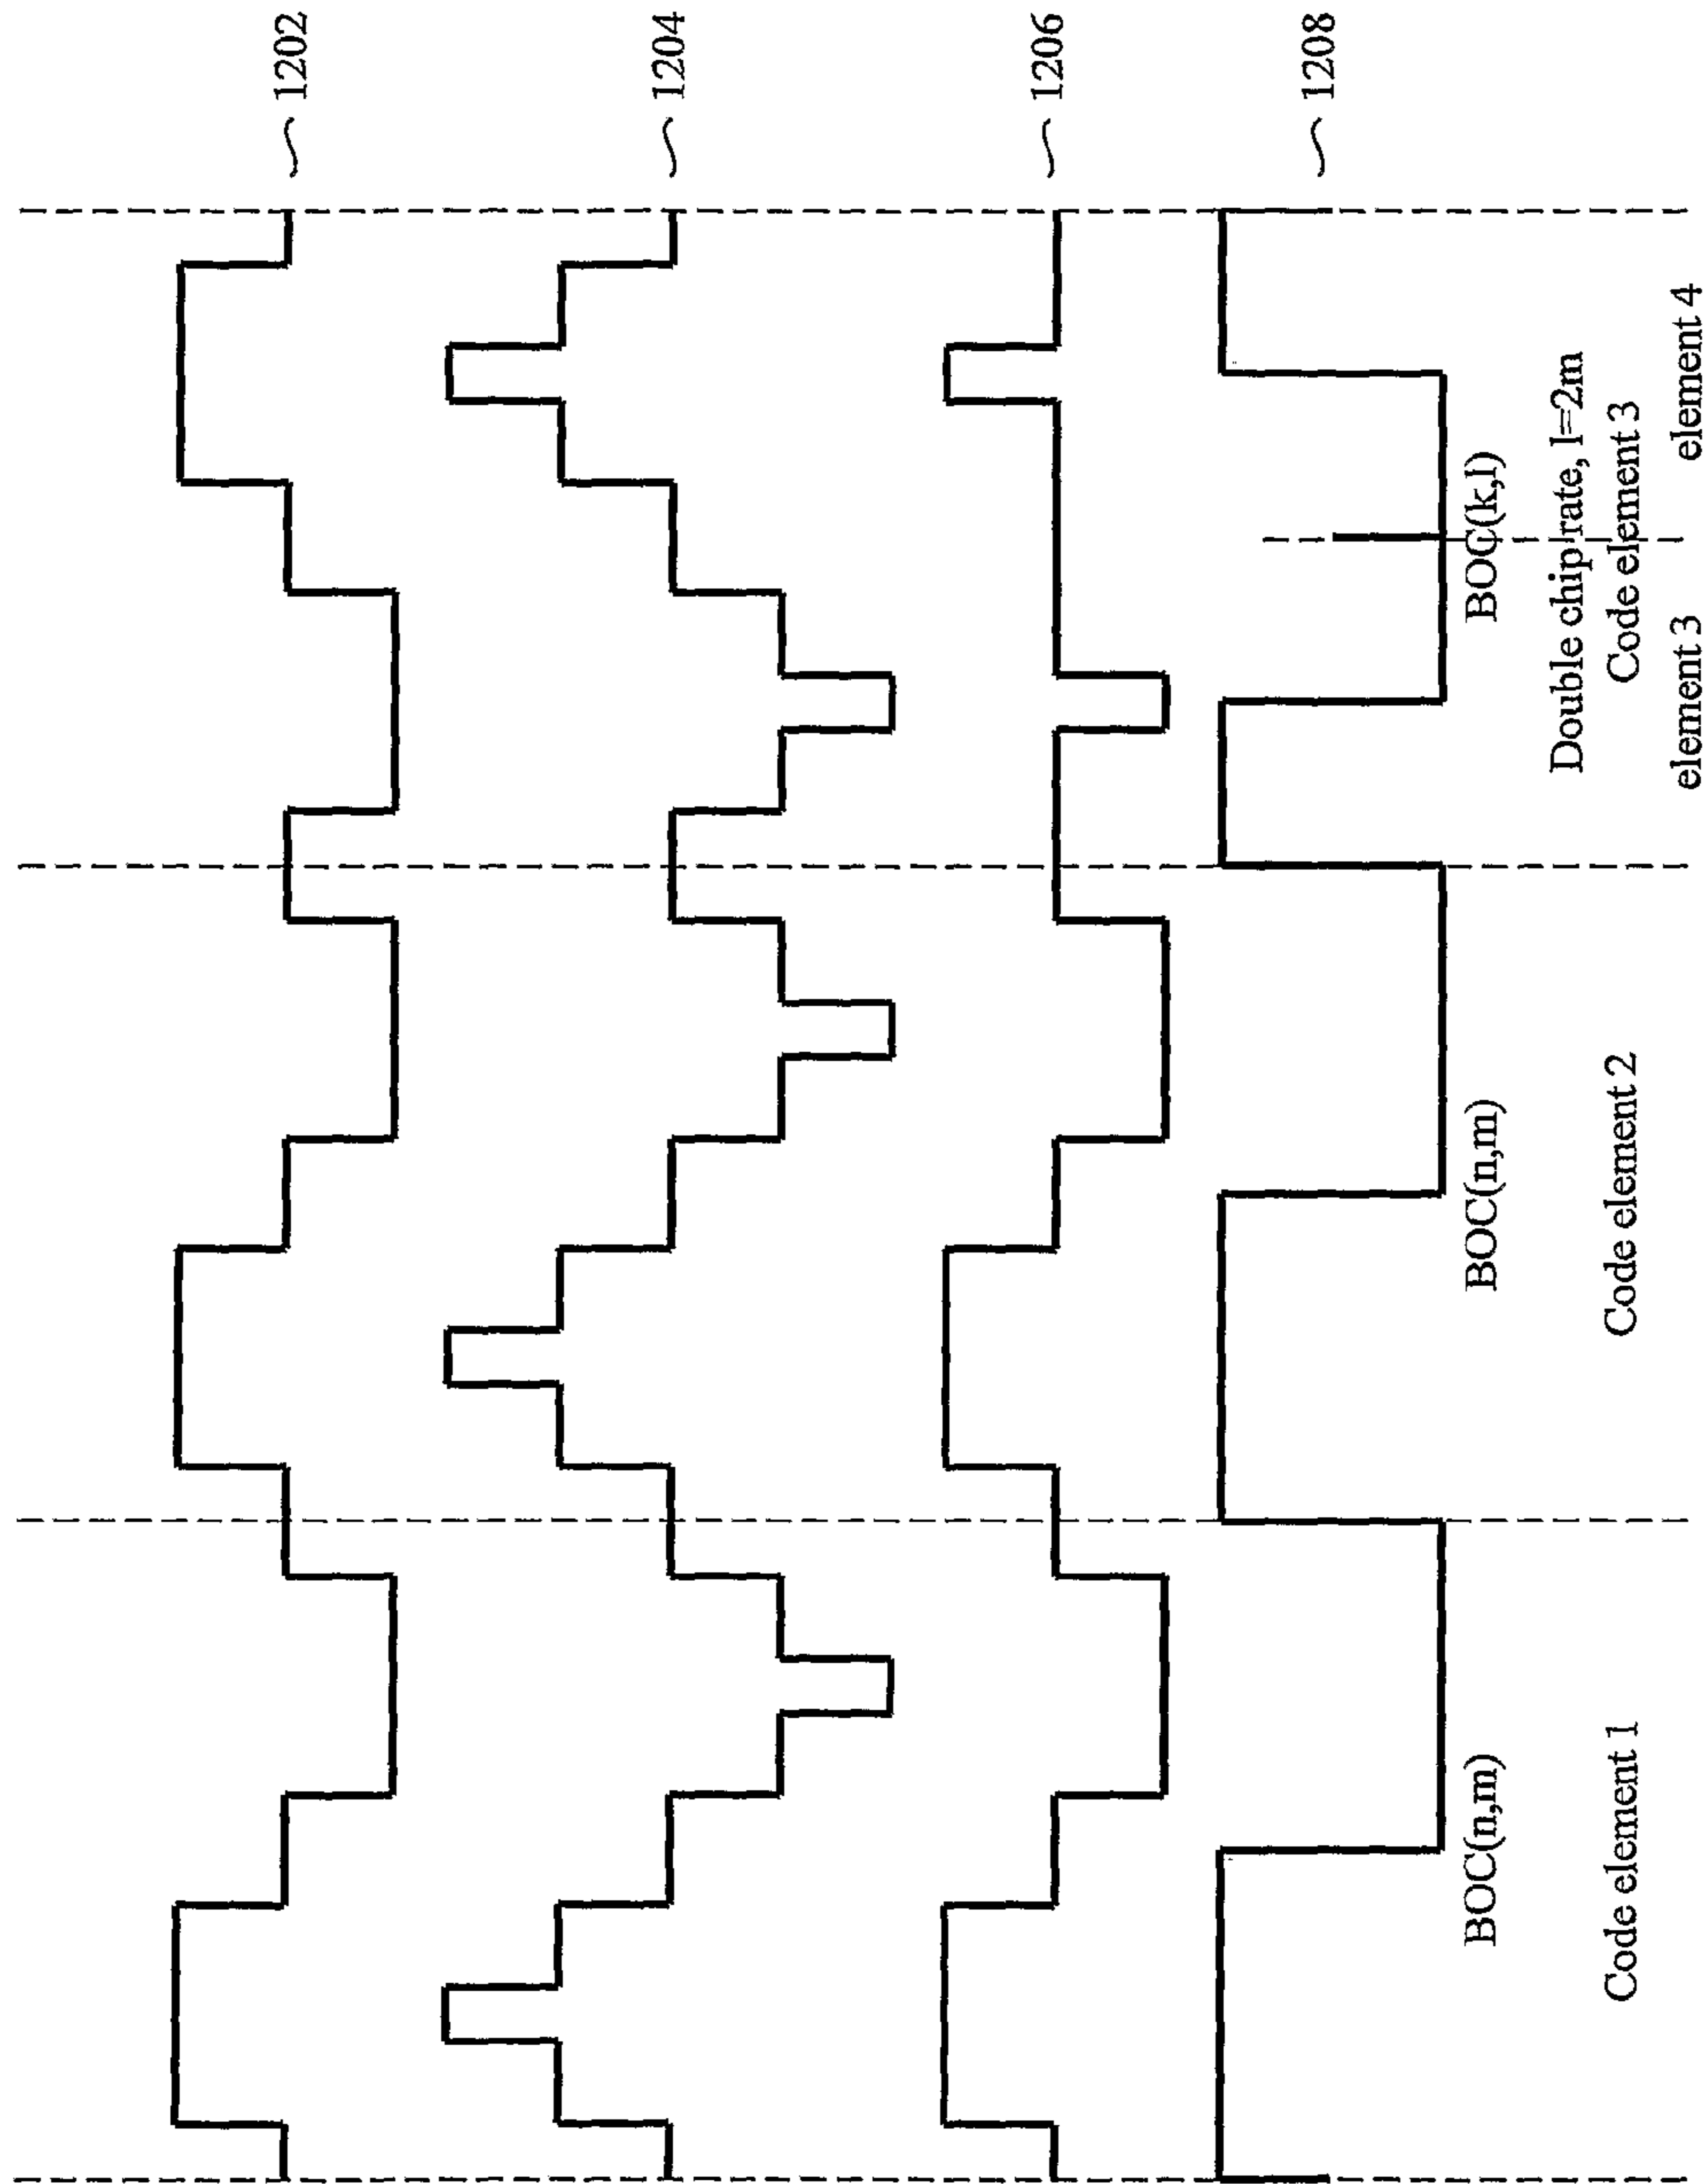 1202
1204
1206
1208
BOC(n,m)
BOC(n,m)
BOC(k,l)
Double chip rate, l=2m
Code element 1
Code element 2
Code element 3
element 3
element 4